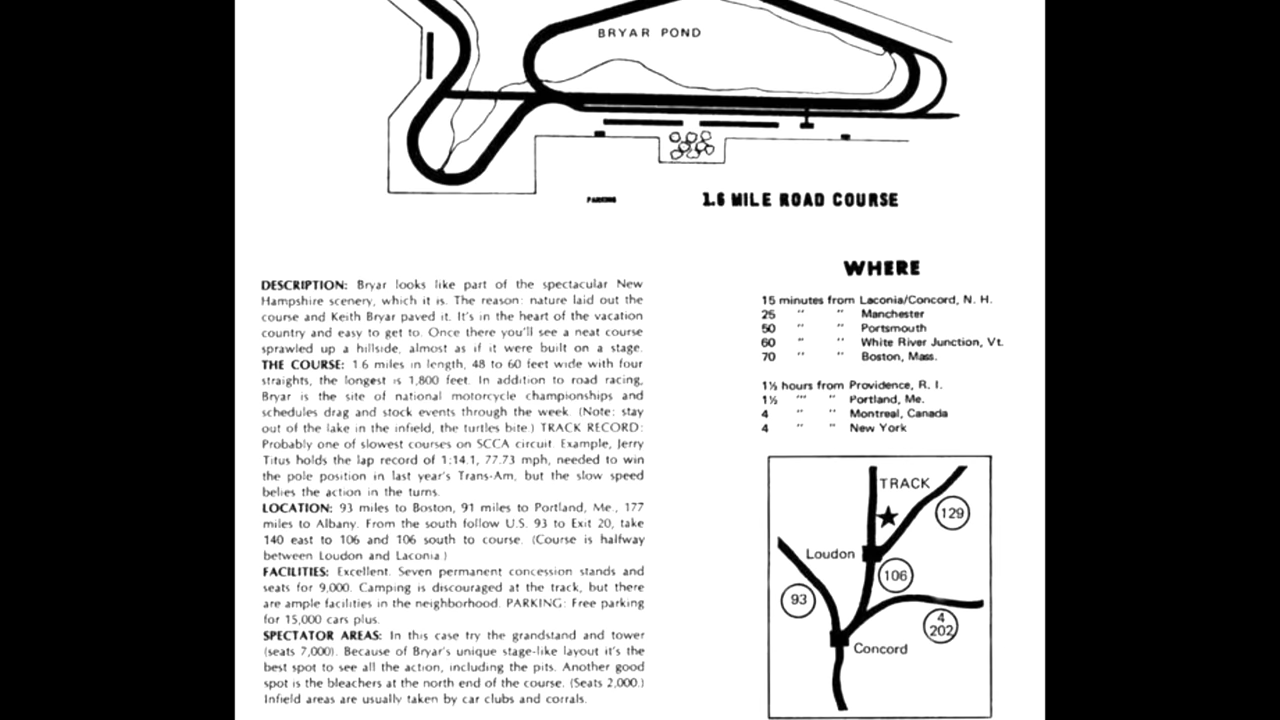 BRYAR POND
PARKING
1.6 MILE ROAD COURSE
DESCRIPTION: Bryar looks like part of the spectacular New
Hampshire scenery, which it is. The reason: nature laid out the
course and Keith Bryar paved it. It's in the heart of the vacation
country and easy to get to. Once there you'll see a neat course
sprawled up a hillside, almost as if it were built on a stage.
THE COURSE: 1 6 miles in length, 48 to 60 feet wide with four
straights, the longest is 1,800 feet. In addition to road racing,
Bryar is the site of national motorcycle championships and
schedules drag and stock events through the week. (Note: stay
out of the lake in the infield, the turtles bite.) TRACK RECORD:
Probably one of slowest courses on SCCA circuit. Example, Jerry
Titus holds the lap record of 1:14.1, 77.73 mph, needed to win
the pole position in last year's Trans-Am, but the slow speed
belies the action in the turns.
LOCATION: 93 miles to Boston, 91 miles to Portland, Me., 177
miles to Albany. From the south follow U.S. 93 to Exit 20, take
140 east to 106 and 106 south to course. (Course is halfway
between Loudon and Laconia.)
FACILITIES: Excellent. Seven permanent concession stands and
seats for 9,000. Camping is discouraged at the track, but there
are ample facilities in the neighborhood. PARKING: Free parking
for 15,000 cars plus.
SPECTATOR AREAS: In this case try the grandstand and tower
(seats 7,000). Because of Bryar's unique stage-like layout it's the
best spot to see all the action, including the pits. Another good
spot is the bleachers at the north end of the course. (Seats 2,000.)
Infield areas are usually taken by car clubs and corrals.
WHERE
15 minutes from Laconia/Concord, N. H.
25 " " Manchester
50 " " Portsmouth
60 " " White River Junction, Vt.
70 " " Boston, Mass.
1½ hours from Providence, R. I.
1½ " " Portland, Me.
4 " " Montreal, Canada
4 " " New York
TRACK
129
Loudon
106
93
4
202
Concord